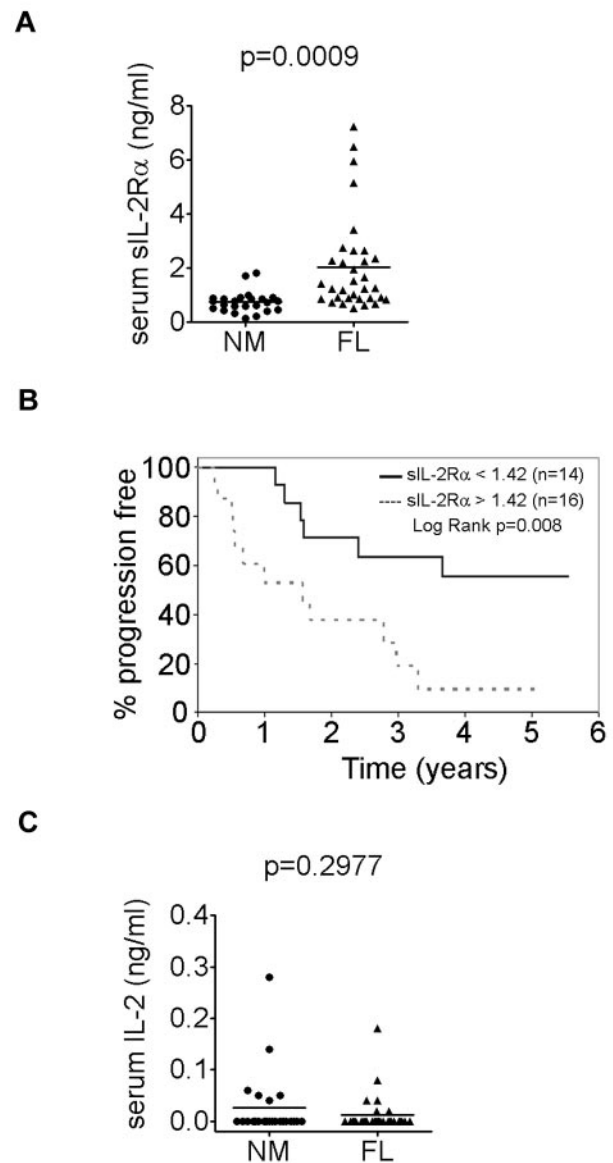 A
p=0.0009
serum sIL-2Rα (ng/ml)
8
6
4
2
0
NM FL
B
% progression free
100
80
60
40
20
0
sIL-2Rα < 1.42 (n=14)
sIL-2Rα > 1.42 (n=16)
Log Rank p=0.008
0 1 2 3 4 5 6
Time (years)
C
p=0.2977
serum IL-2 (ng/ml)
0.4
0.3
0.2
0.1
0.0
NM FL